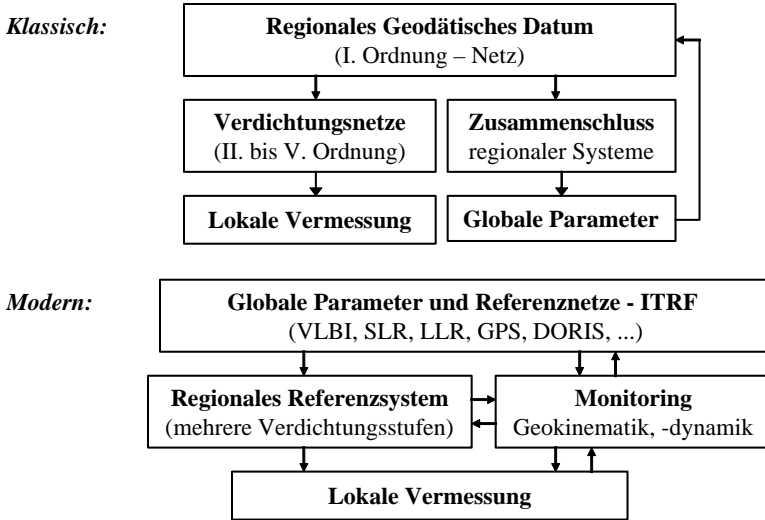 Klassisch:
Regionales Geodätisches Datum
(I. Ordnung – Netz)
Verdichtungsnetze
(II. bis V. Ordnung)
Zusammenschluss
regionaler Systeme
Lokale Vermessung
Globale Parameter
Modern:
Globale Parameter und Referenznetze - ITRF
(VLBI, SLR, LLR, GPS, DORIS, ...)
Regionales Referenzsystem
(mehrere Verdichtungsstufen)
Monitoring
Geokinematik, -dynamik
Lokale Vermessung